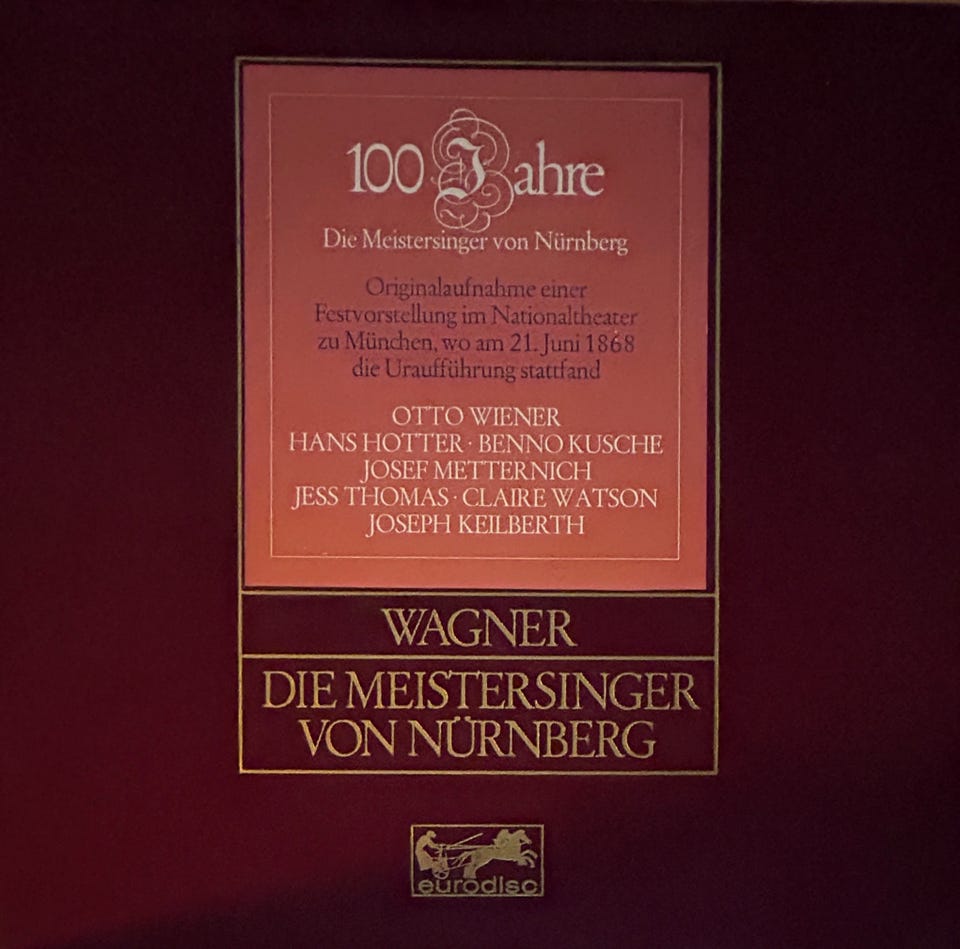 100 Jahre
Die Meistersinger von Nürnberg
Originalaufnahme einer
Festvorstellung im Nationaltheater
zu München, wo am 21. Juni 1868
die Uraufführung stattfand
OTTO WIENER
HANS HOTTER · BENNO KUSCHE
JOSEF METTERNICH
JESS THOMAS · CLAIRE WATSON
JOSEPH KEILBERTH
WAGNER
DIE MEISTERSINGER
VON NÜRNBERG
eurodisc